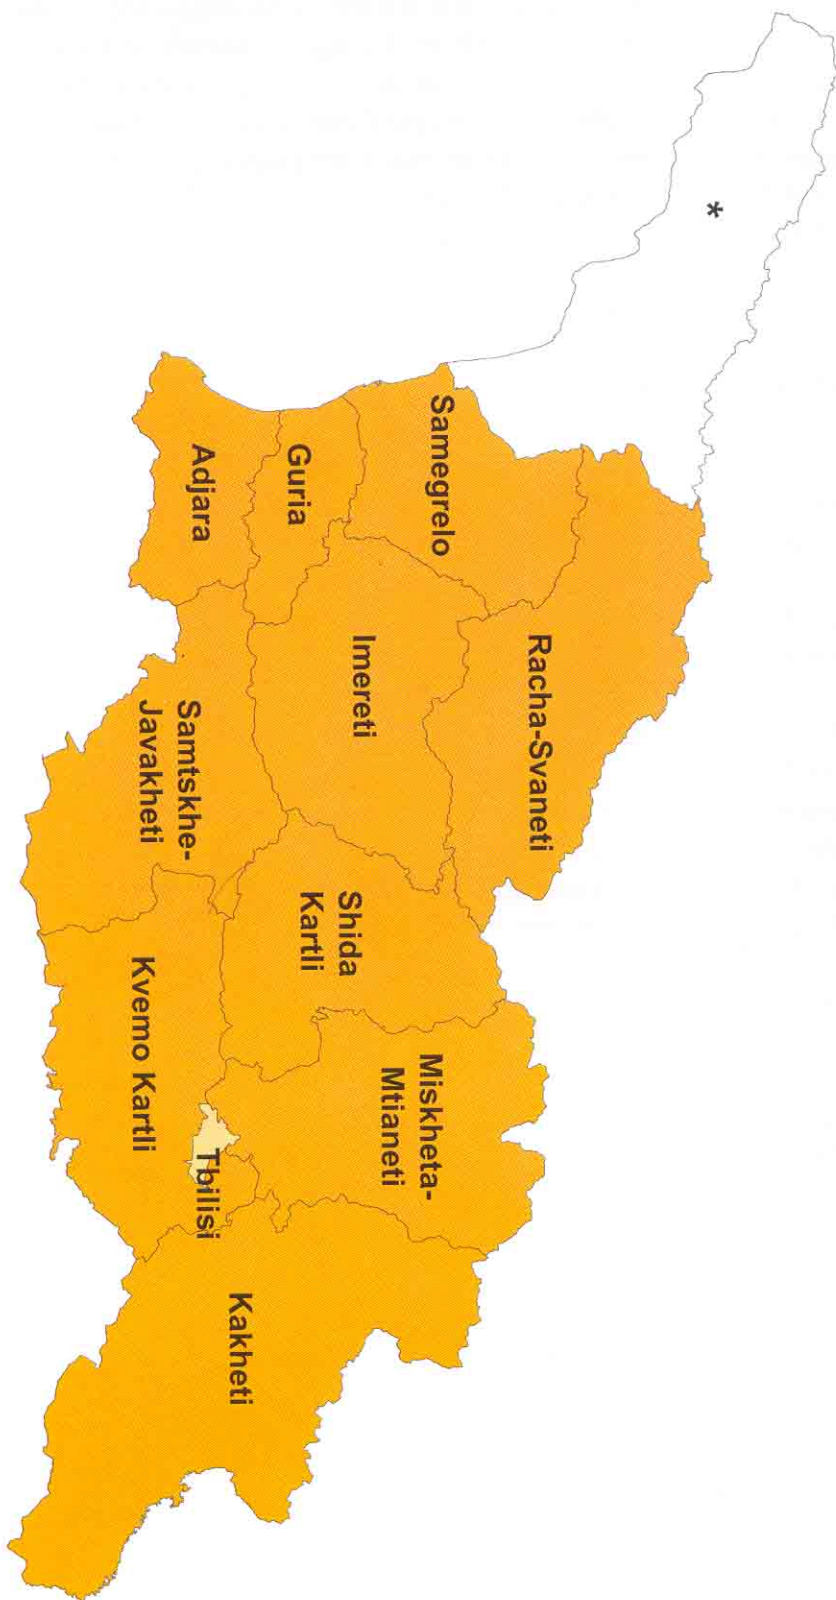 *
Samegrelo
Racha-Svaneti
Guria
Adjara
Imereti
Samtskhe-
Javakheti
Shida
Kartli
Kvemo Kartli
Miskheta-
Mtianeti
Tbilisi
Kakheti